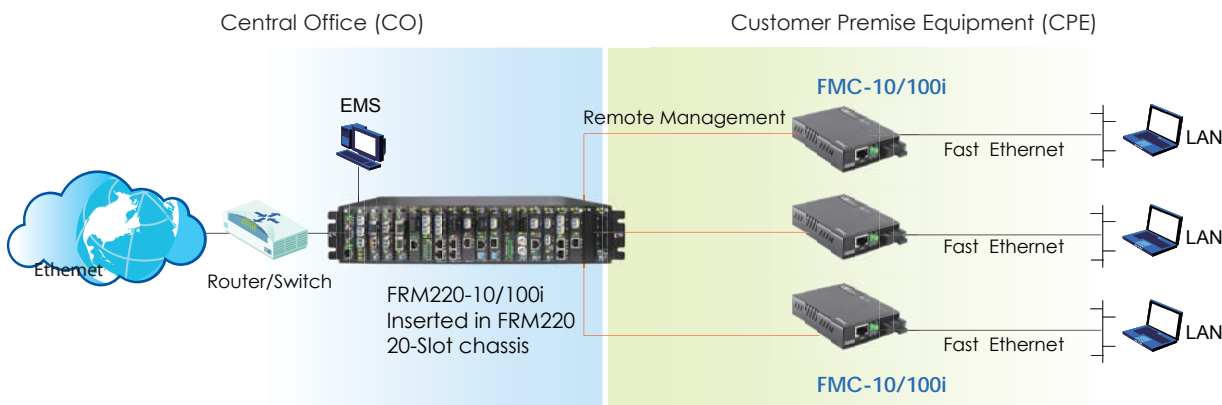 Central Office (CO)
Customer Premise Equipment (CPE)
EMS
FMC-10/100i
Remote Management
Fast Ethernet
LAN
Ethernet
Router/Switch
Fast Ethernet
LAN
FRM220-10/100i
Inserted in FRM220
20-Slot chassis
Fast Ethernet
LAN
FMC-10/100i